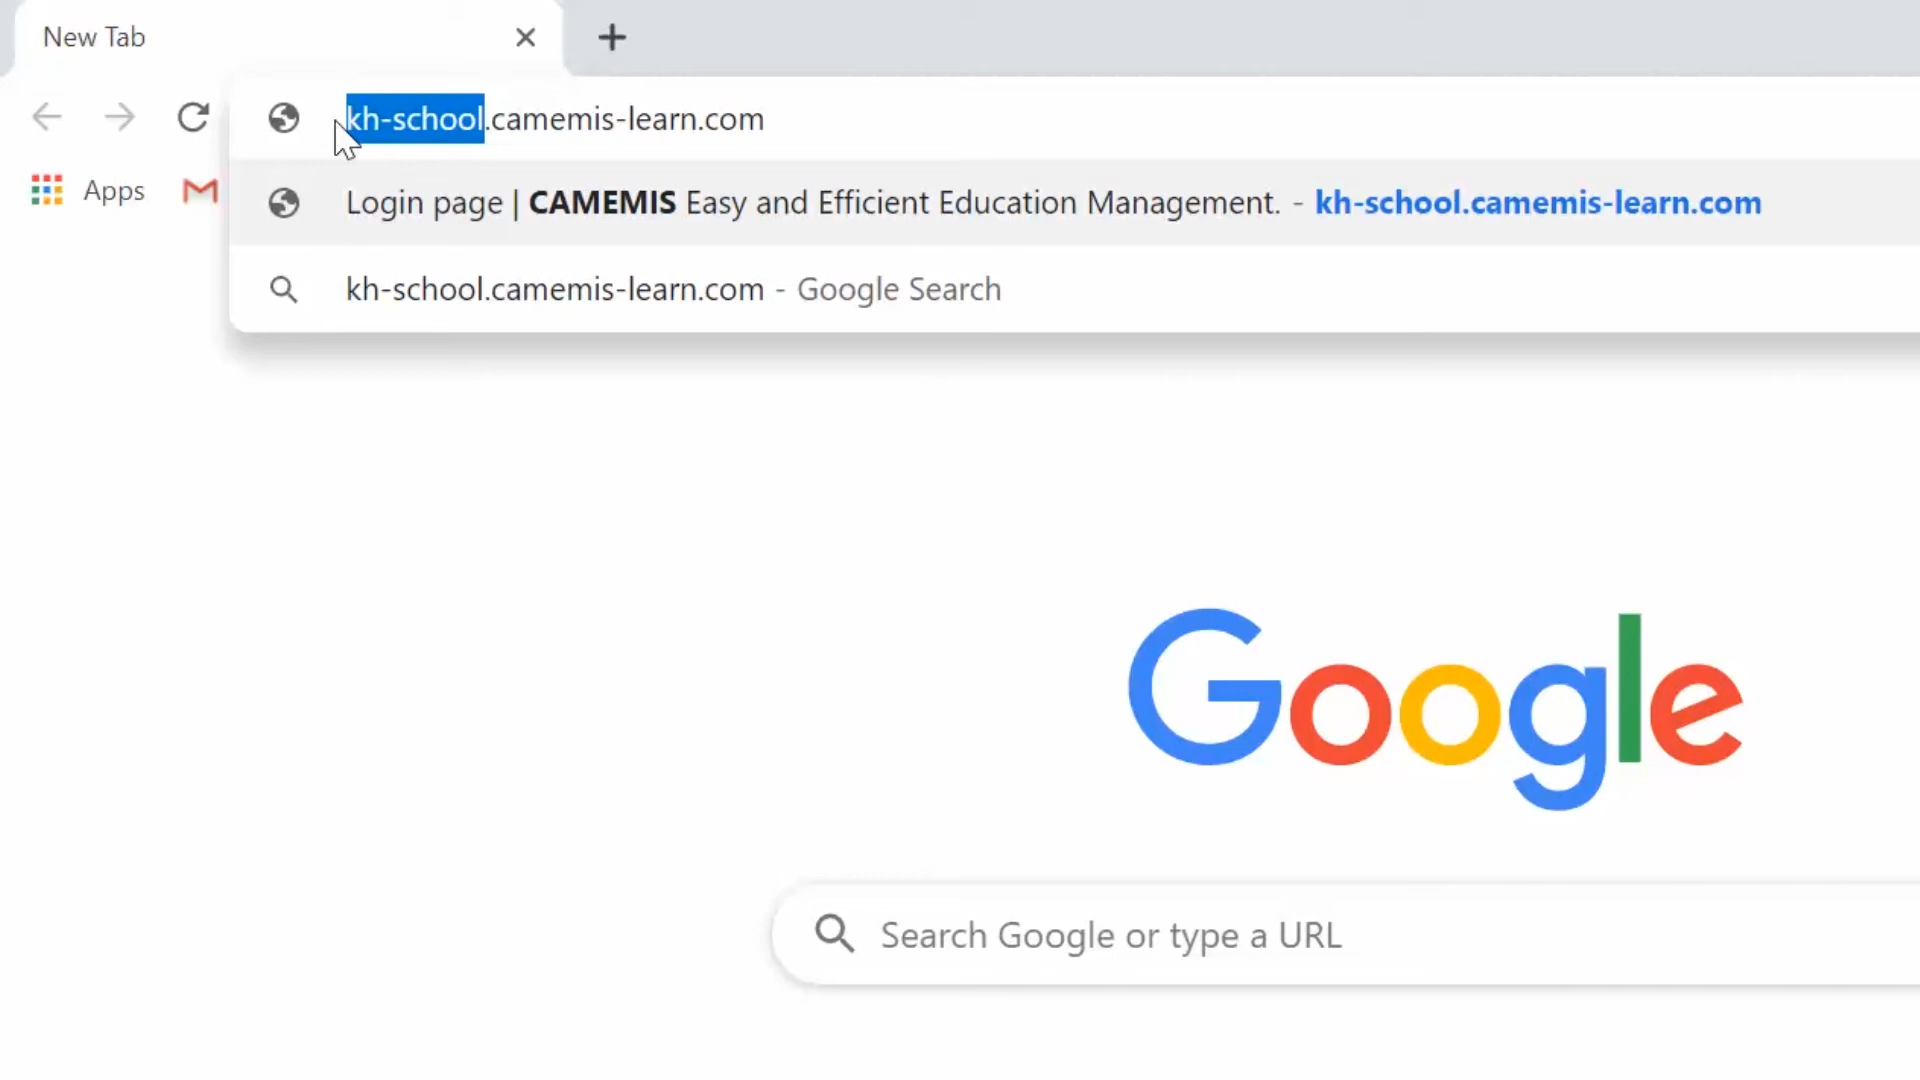 New Tab
kh-school.camemis-learn.com
Apps
Login page | CAMEMIS Easy and Efficient Education Management. - kh-school.camemis-learn.com
kh-school.camemis-learn.com - Google Search
Google
Search Google or type a URL